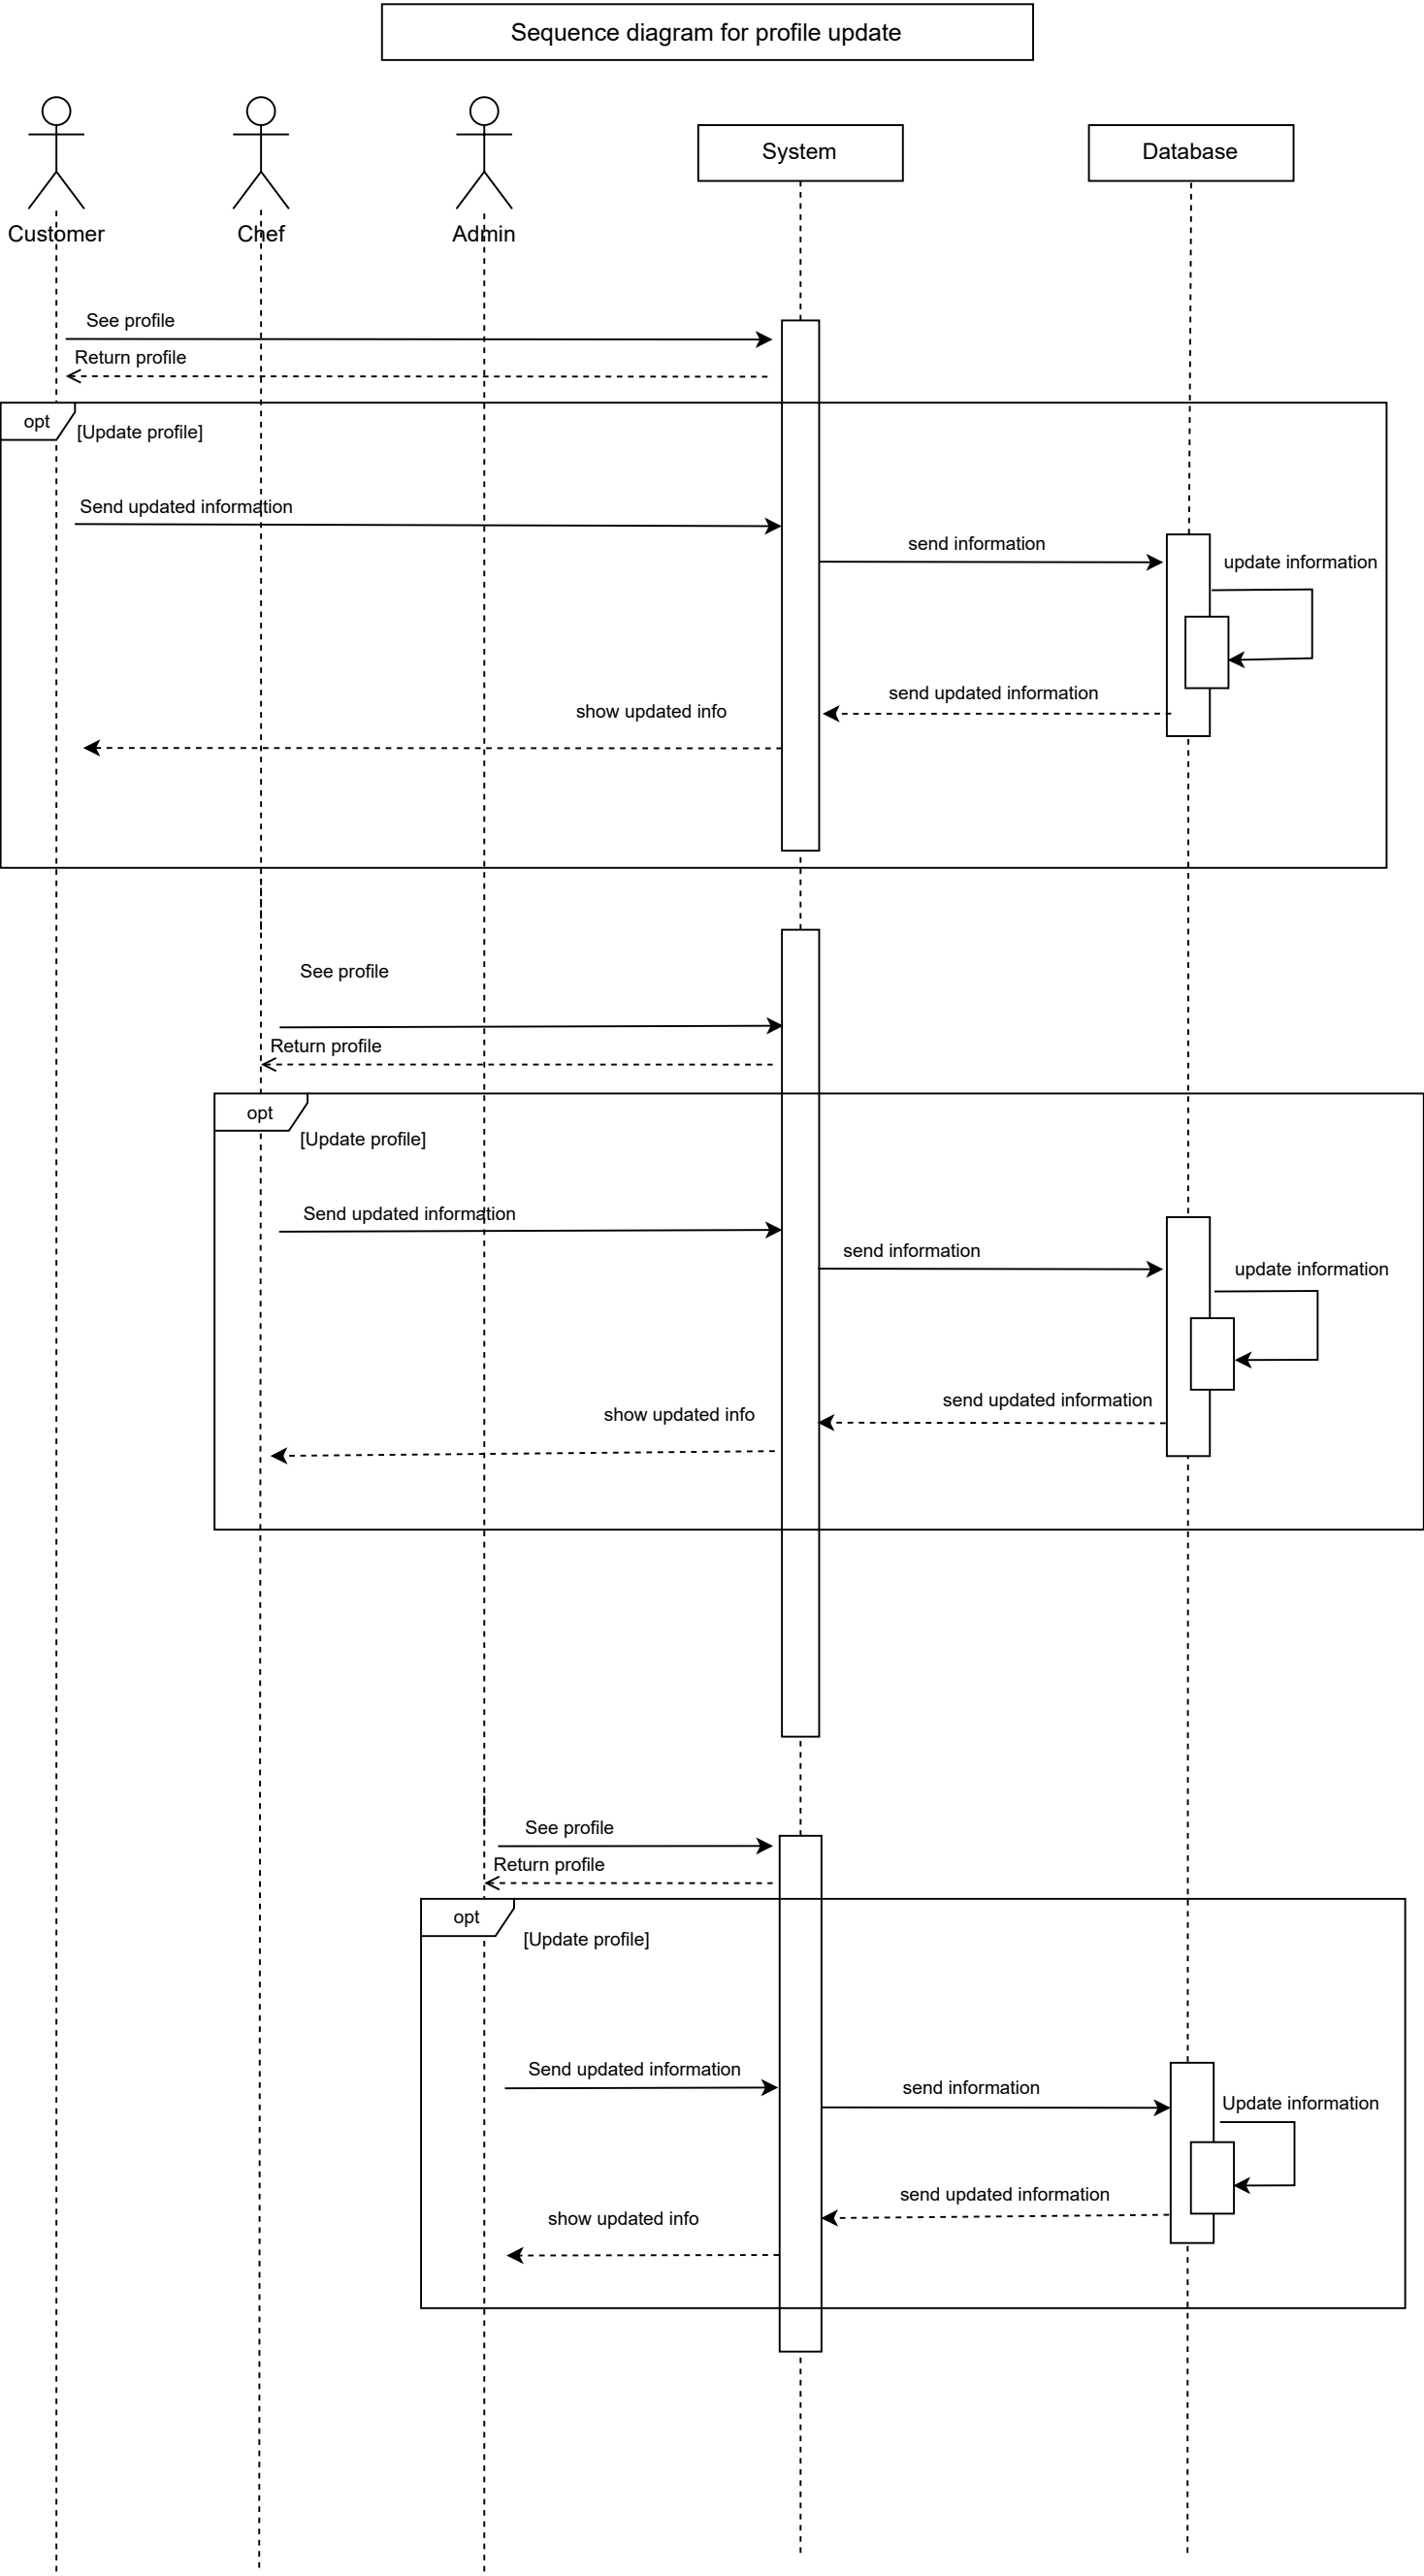 Sequence diagram for profile update
System
Database
Customer
Chef
Admin
See profile
Return profile
opt
[Update profile]
Send updated information
send information
update information
send updated information
show updated info
See profile
Return profile
opt
[Update profile]
Send updated information
send information
update information
send updated information
show updated info
See profile
Return profile
opt
[Update profile]
Send updated information
send information
Update information
send updated information
show updated info